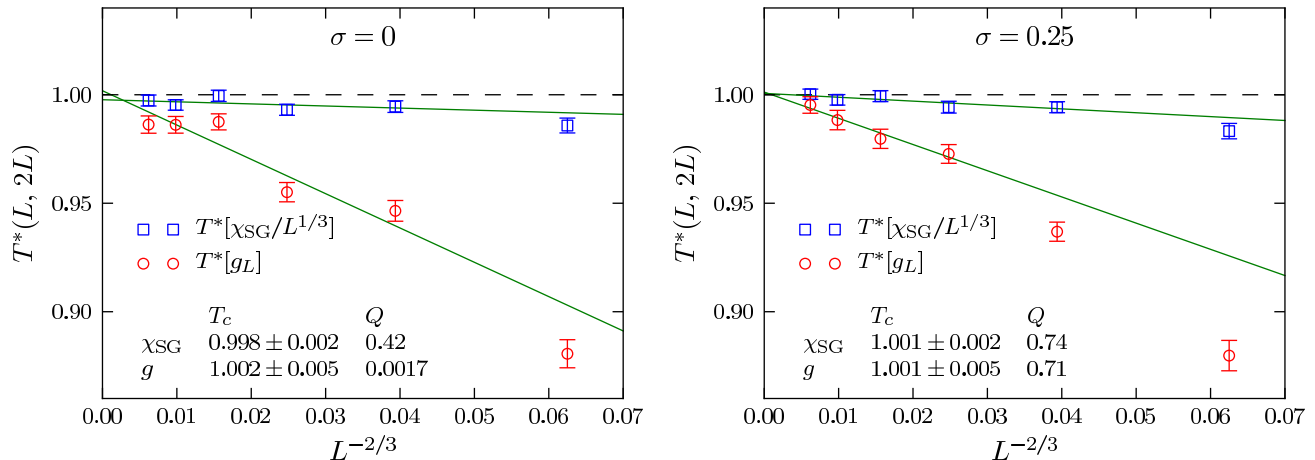 σ = 0
T*(L, 2L)
1.00
0.95
0.90
T*[χSG/L^{1/3}]
T*[g_L]
T_c Q
χSG 0.998 ± 0.002 0.42
g 1.002 ± 0.005 0.0017
0.00 0.01 0.02 0.03 0.04 0.05 0.06 0.07
L^{−2/3}
σ = 0.25
T*(L, 2L)
1.00
0.95
0.90
T*[χSG/L^{1/3}]
T*[g_L]
T_c Q
χSG 1.001 ± 0.002 0.74
g 1.001 ± 0.005 0.71
0.00 0.01 0.02 0.03 0.04 0.05 0.06 0.07
L^{−2/3}